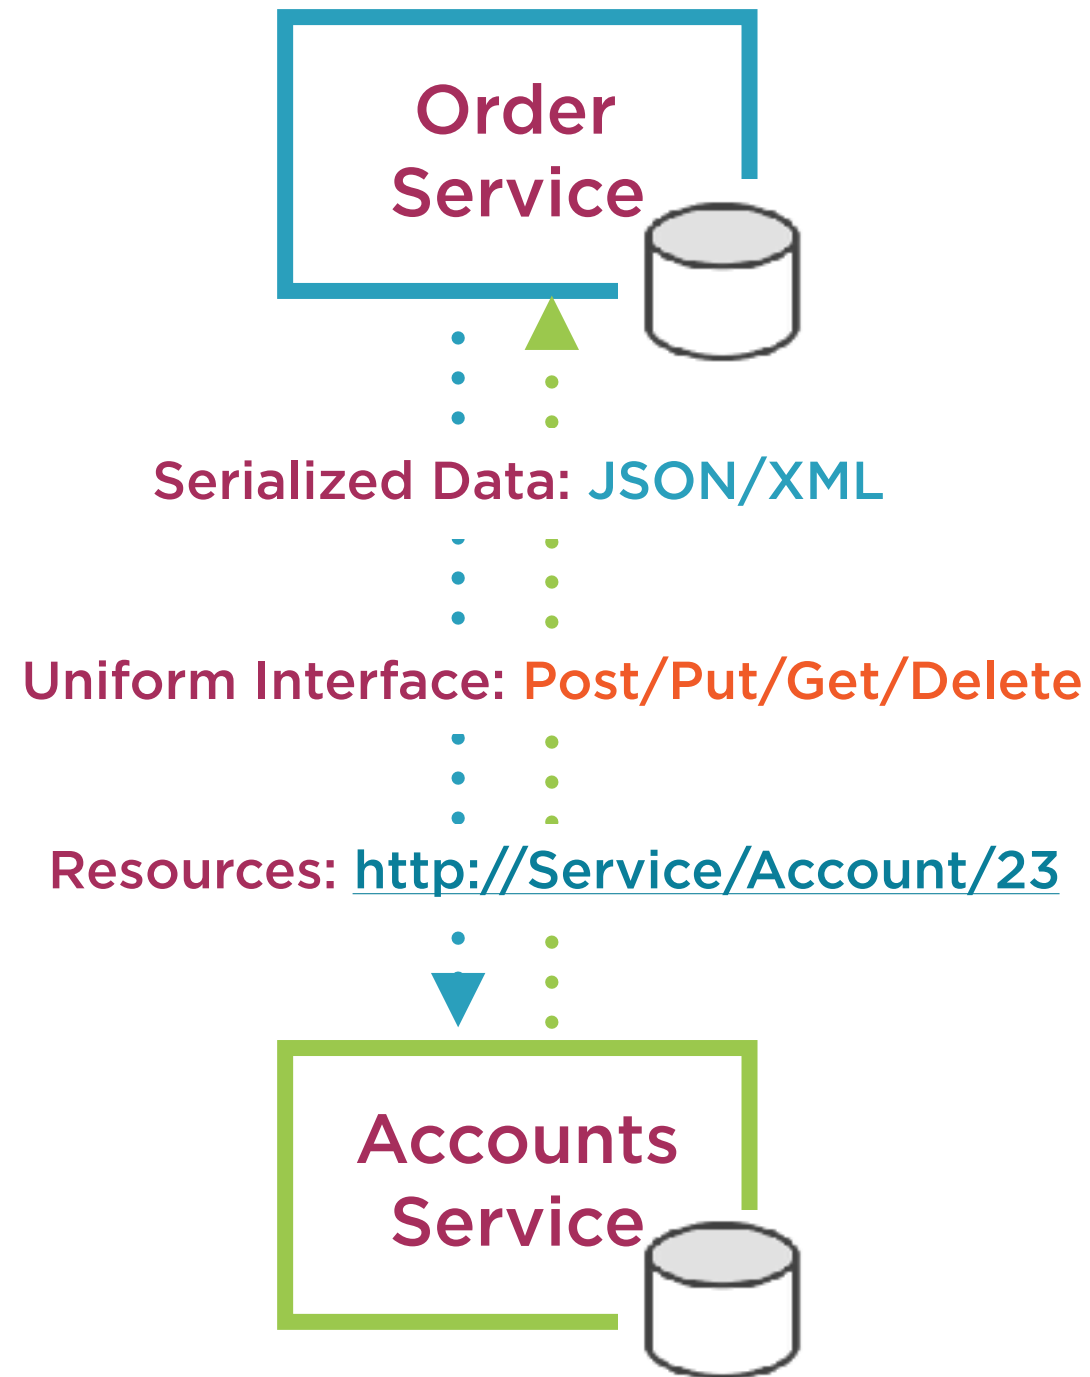 Order
Service
Serialized Data: JSON/XML
Uniform Interface: Post/Put/Get/Delete
Resources: http://Service/Account/23
Accounts
Service